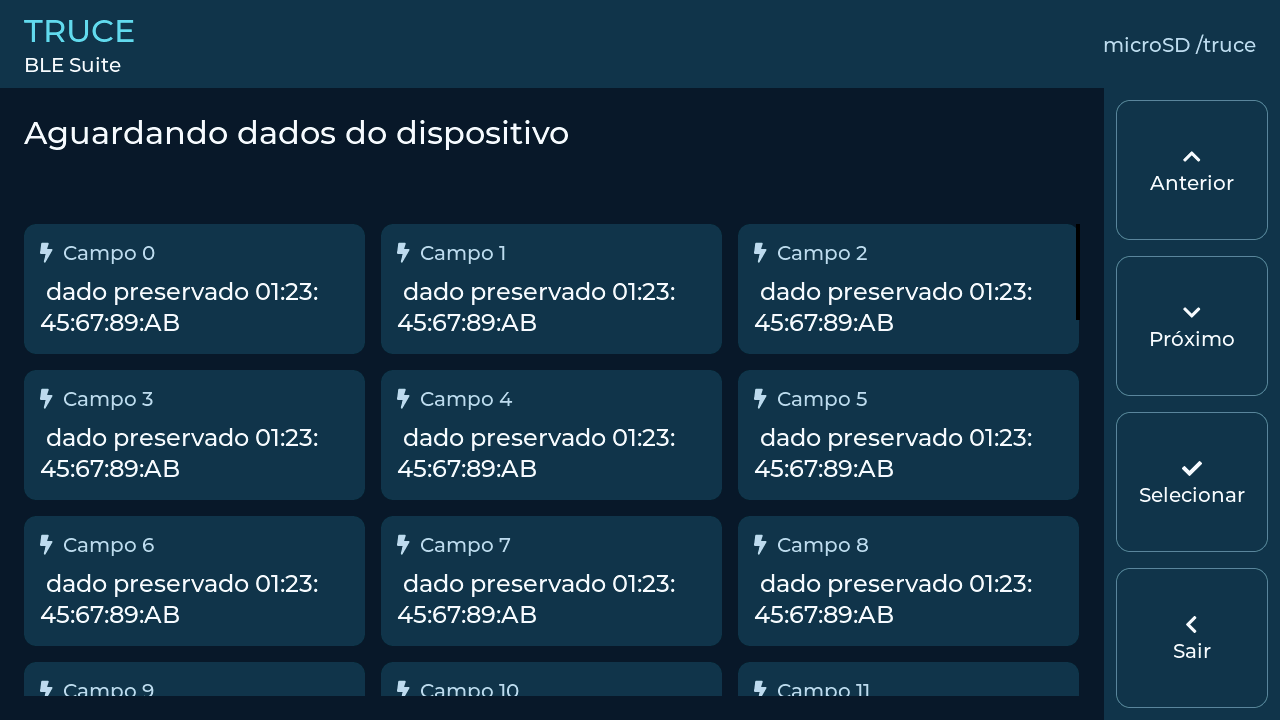 TRUCE
BLE Suite
microSD /truce
Aguardando dados do dispositivo
Campo 0
dado preservado 01:23:
45:67:89:AB
Campo 1
dado preservado 01:23:
45:67:89:AB
Campo 2
dado preservado 01:23:
45:67:89:AB
Campo 3
dado preservado 01:23:
45:67:89:AB
Campo 4
dado preservado 01:23:
45:67:89:AB
Campo 5
dado preservado 01:23:
45:67:89:AB
Campo 6
dado preservado 01:23:
45:67:89:AB
Campo 7
dado preservado 01:23:
45:67:89:AB
Campo 8
dado preservado 01:23:
45:67:89:AB
Campo 9
Campo 10
Campo 11
Anterior
Próximo
Selecionar
Sair